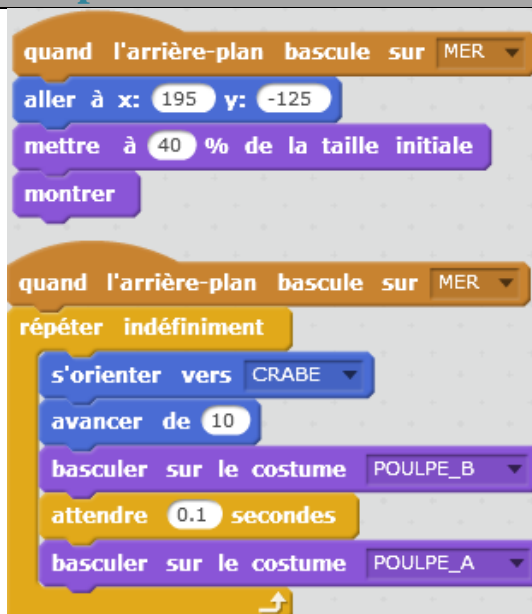 quand l'arrière-plan bascule sur MER
aller à x: 195 y: -125
mettre à 40 % de la taille initiale
montrer
quand l'arrière-plan bascule sur MER
répéter indéfiniment
s'orienter vers CRABE
avancer de 10
basculer sur le costume POULPE_B
attendre 0.1 secondes
basculer sur le costume POULPE_A